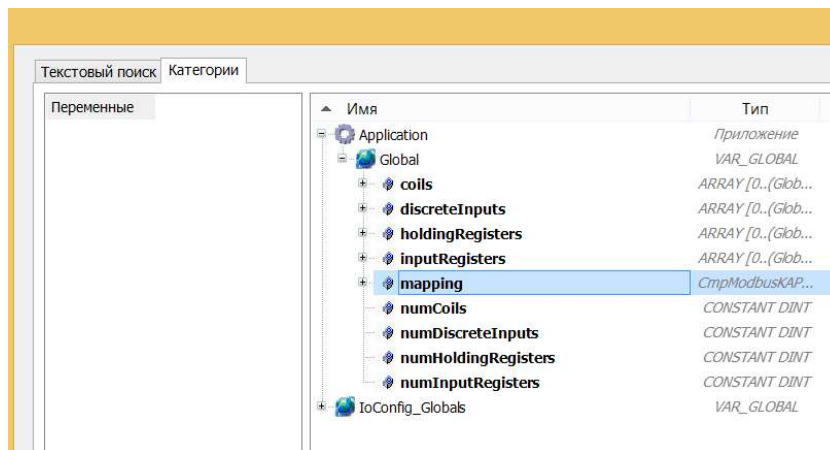 Текстовый поиск Категории
Переменные
Имя Тип
Application Приложение
Global VAR_GLOBAL
coils ARRAY [0..(Glob...
discreteInputs ARRAY [0..(Glob...
holdingRegisters ARRAY [0..(Glob...
inputRegisters ARRAY [0..(Glob...
mapping CmpModbusKAP...
numCoils CONSTANT DINT
numDiscreteInputs CONSTANT DINT
numHoldingRegisters CONSTANT DINT
numInputRegisters CONSTANT DINT
IoConfig_Globals VAR_GLOBAL